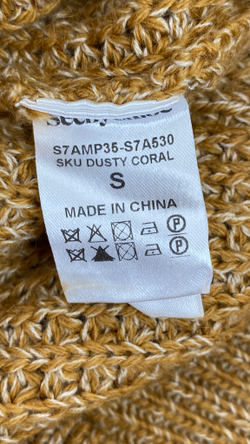 S7AMP35-S7A530
SKU DUSTY CORAL
S
MADE IN CHINA
P
P